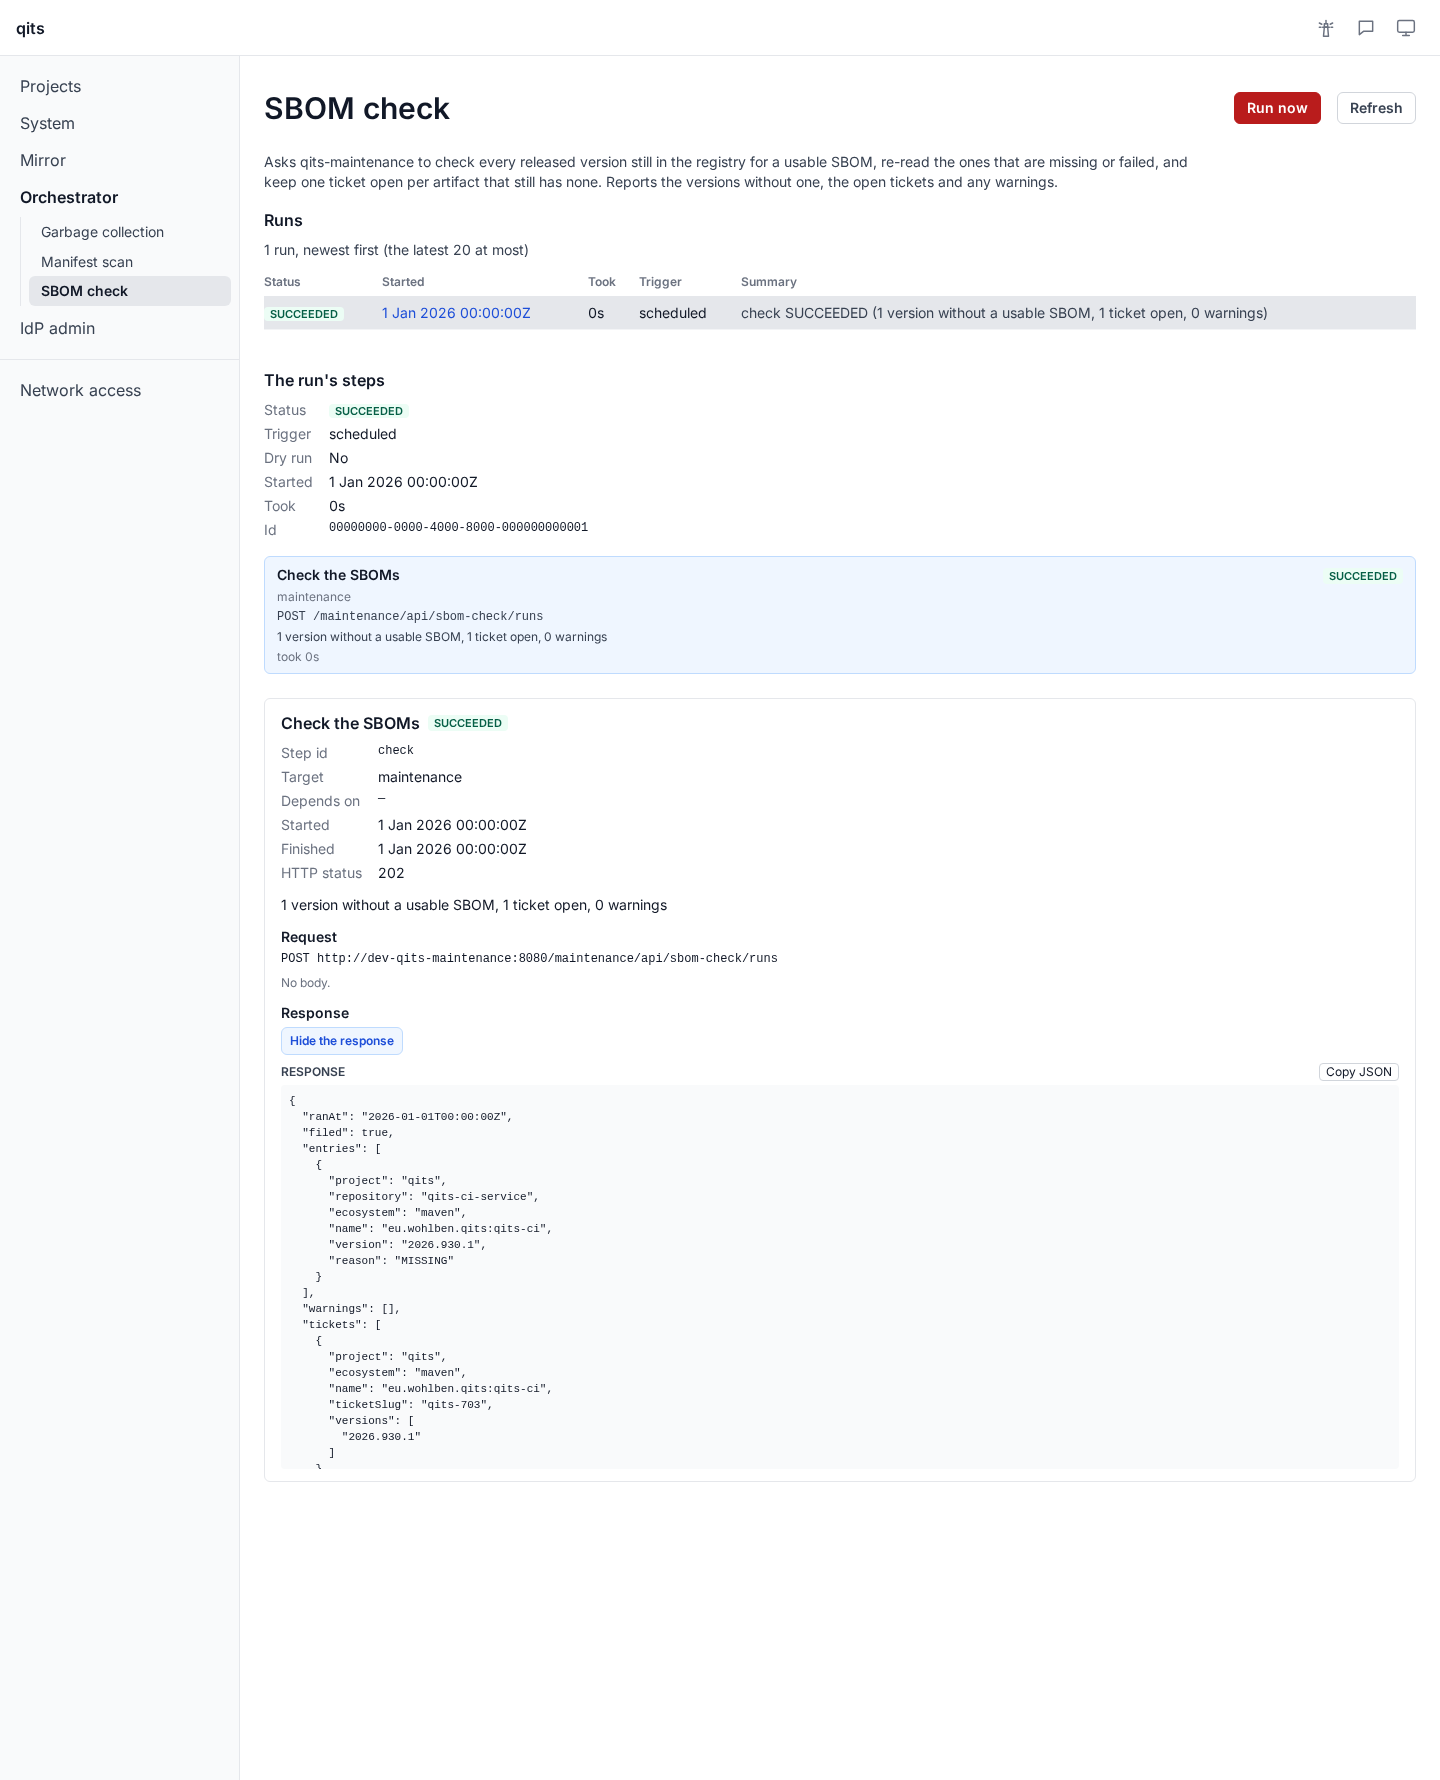 qits
Projects
System
Mirror
Orchestrator
Garbage collection
Manifest scan
SBOM check
IdP admin
Network access
SBOM check
Run now
Refresh
Asks qits-maintenance to check every released version still in the registry for a usable SBOM, re-read the ones that are missing or failed, and
keep one ticket open per artifact that still has none. Reports the versions without one, the open tickets and any warnings.
Runs
1 run, newest first (the latest 20 at most)
Status Started Took Trigger Summary
SUCCEEDED 1 Jan 2026 00:00:00Z 0s scheduled check SUCCEEDED (1 version without a usable SBOM, 1 ticket open, 0 warnings)
The run's steps
Status SUCCEEDED
Trigger scheduled
Dry run No
Started 1 Jan 2026 00:00:00Z
Took 0s
Id 00000000-0000-4000-8000-000000000001
Check the SBOMs SUCCEEDED
maintenance
POST /maintenance/api/sbom-check/runs
1 version without a usable SBOM, 1 ticket open, 0 warnings
took 0s
Check the SBOMs SUCCEEDED
Step id check
Target maintenance
Depends on —
Started 1 Jan 2026 00:00:00Z
Finished 1 Jan 2026 00:00:00Z
HTTP status 202
1 version without a usable SBOM, 1 ticket open, 0 warnings
Request
POST http://dev-qits-maintenance:8080/maintenance/api/sbom-check/runs
No body.
Response
Hide the response
RESPONSE Copy JSON
{
  "ranAt": "2026-01-01T00:00:00Z",
  "filed": true,
  "entries": [
    {
      "project": "qits",
      "repository": "qits-ci-service",
      "ecosystem": "maven",
      "name": "eu.wohlben.qits:qits-ci",
      "version": "2026.930.1",
      "reason": "MISSING"
    }
  ],
  "warnings": [],
  "tickets": [
    {
      "project": "qits",
      "ecosystem": "maven",
      "name": "eu.wohlben.qits:qits-ci",
      "ticketSlug": "qits-703",
      "versions": [
        "2026.930.1"
      ]
    }